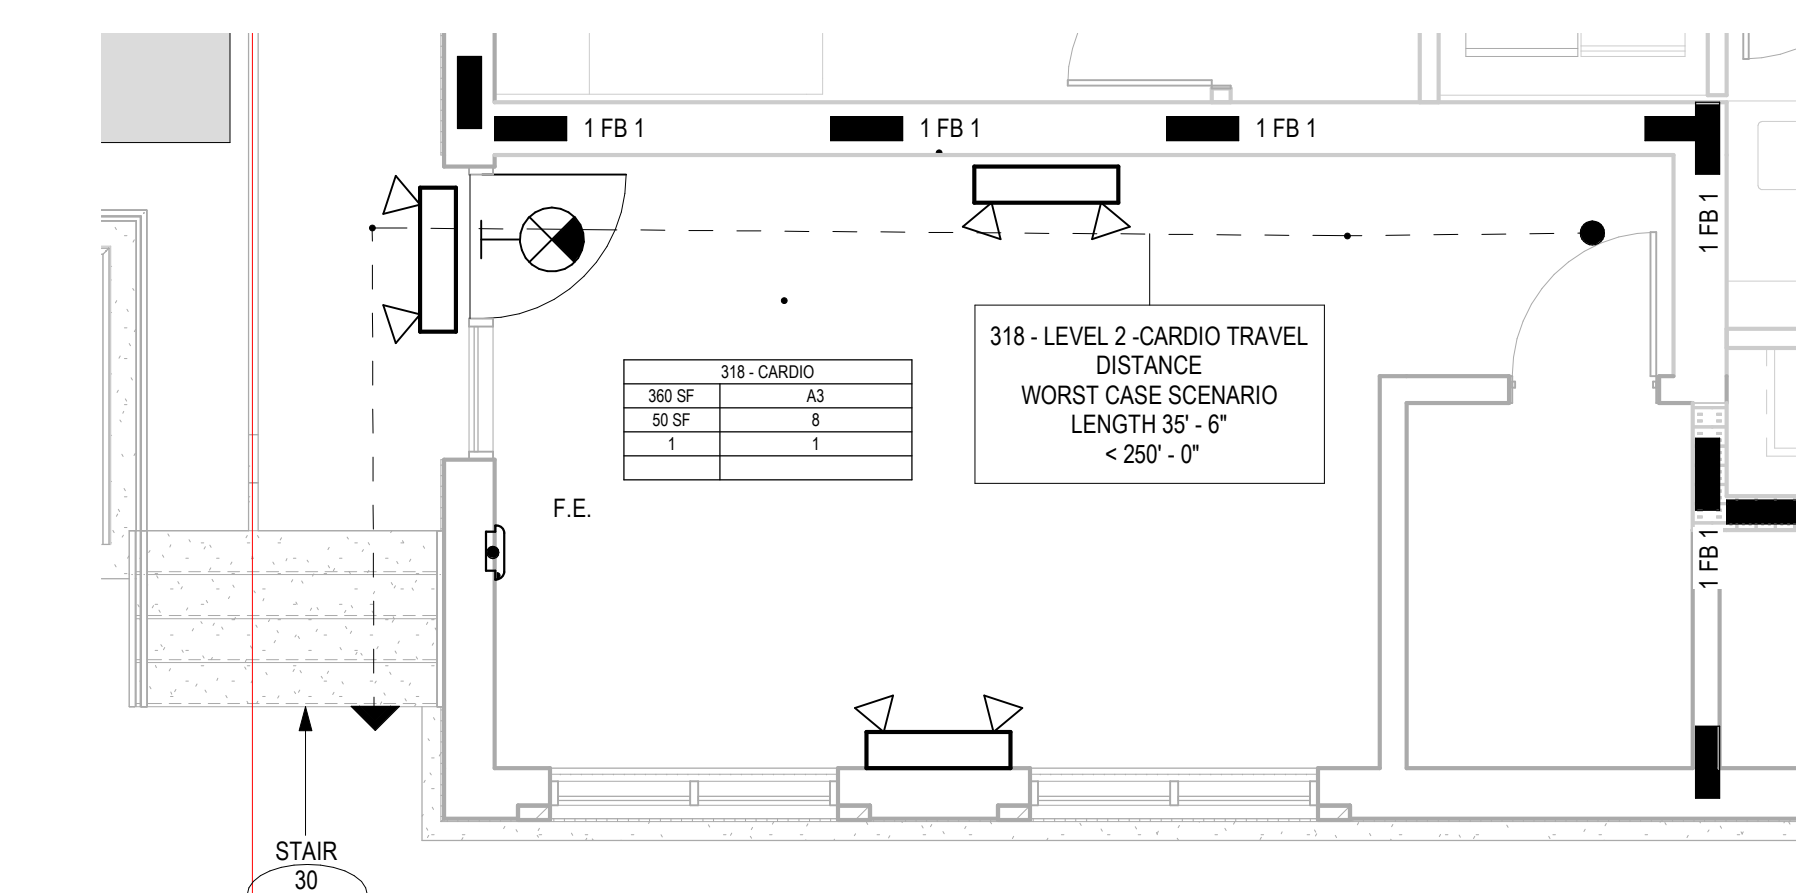 1 FB 1
1 FB 1
1 FB 1
1 FB 1
318 - LEVEL 2 -CARDIO TRAVEL
DISTANCE
WORST CASE SCENARIO
LENGTH 35' - 6"
< 250' - 0"
318 - CARDIO
360 SF A3
50 SF 8
1 1
F.E.
1 FB 1
STAIR
30